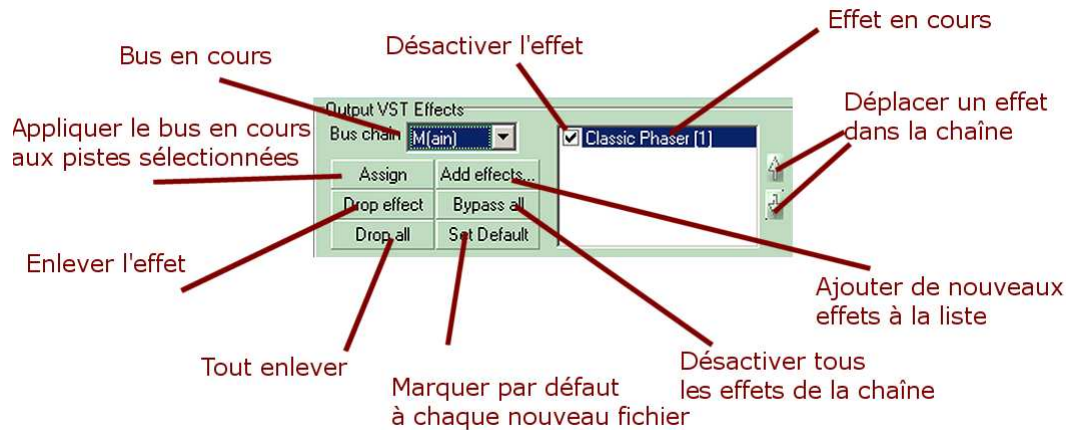 Effet en cours
Désactiver l'effet
Bus en cours
Déplacer un effet
dans la chaîne
Output VST Effects
Bus chain M(ain)
Classic Phaser [1]
Appliquer le bus en cours
aux pistes sélectionnées
Assign Add effects...
Drop effect Bypass all
Drop all Set Default
Enlever l'effet
Ajouter de nouveaux
effets à la liste
Tout enlever
Désactiver tous
les effets de la chaîne
Marquer par défaut
à chaque nouveau fichier